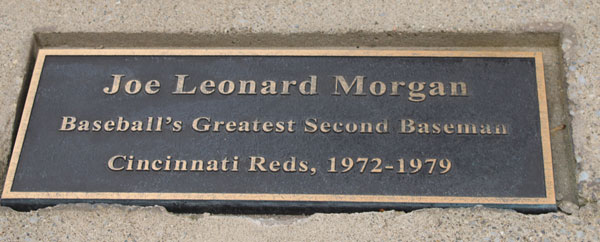 Joe Leonard Morgan
Baseball's Greatest Second Baseman
Cincinnati Reds, 1972-1979